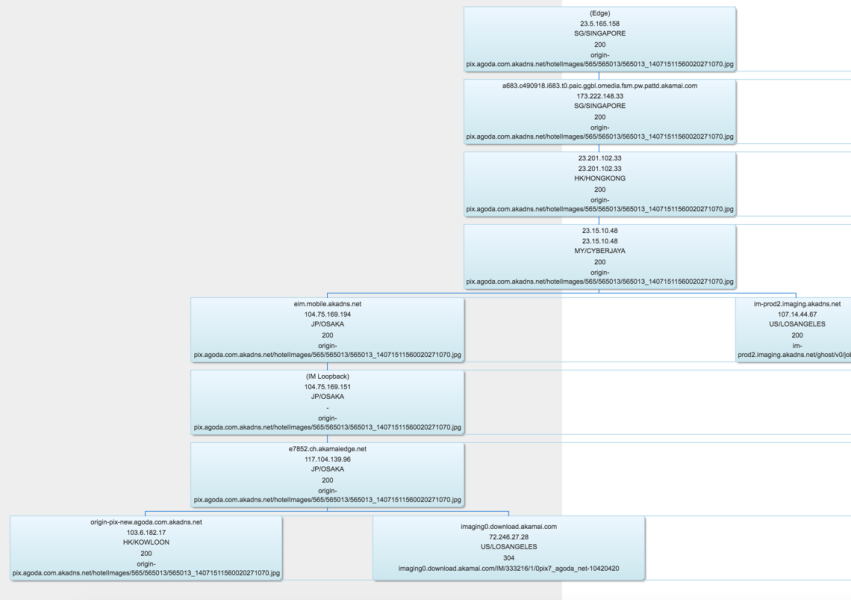 (Edge)
23.5.165.158
SG/SINGAPORE
200
origin-
pix.agoda.com.akadns.net/hotelImages/565/565013/565013_14071511560020271070.jpg
a683.c490918.i683.t0.paic.ggbl.omedia.fsm.pw.pattd.akamai.com
173.222.148.33
SG/SINGAPORE
200
origin-
pix.agoda.com.akadns.net/hotelImages/565/565013/565013_14071511560020271070.jpg
23.201.102.33
23.201.102.33
HK/HONGKONG
200
origin-
pix.agoda.com.akadns.net/hotelImages/565/565013/565013_14071511560020271070.jpg
23.15.10.48
23.15.10.48
MY/CYBERJAYA
200
origin-
pix.agoda.com.akadns.net/hotelImages/565/565013/565013_14071511560020271070.jpg
eim.mobile.akadns.net
104.75.169.194
JP/OSAKA
200
origin-
pix.agoda.com.akadns.net/hotelImages/565/565013/565013_14071511560020271070.jpg
im-prod2.imaging.akadns.net
107.14.44.67
US/LOSANGELES
200
im-
prod2.imaging.akadns.net/ghost/v0/jo
(IM Loopback)
104.75.169.151
JP/OSAKA
-
origin-
pix.agoda.com.akadns.net/hotelImages/565/565013/565013_14071511560020271070.jpg
e7852.ch.akamaiedge.net
117.104.139.96
JP/OSAKA
200
origin-
pix.agoda.com.akadns.net/hotelImages/565/565013/565013_14071511560020271070.jpg
origin-pix-new.agoda.com.akadns.net
103.6.182.17
HK/KOWLOON
200
origin-
pix.agoda.com.akadns.net/hotelImages/565/565013/565013_14071511560020271070.jpg
imaging0.download.akamai.com
72.246.27.28
US/LOSANGELES
304
imaging0.download.akamai.com/IM/333216/1/0pix7_agoda_net-10420420